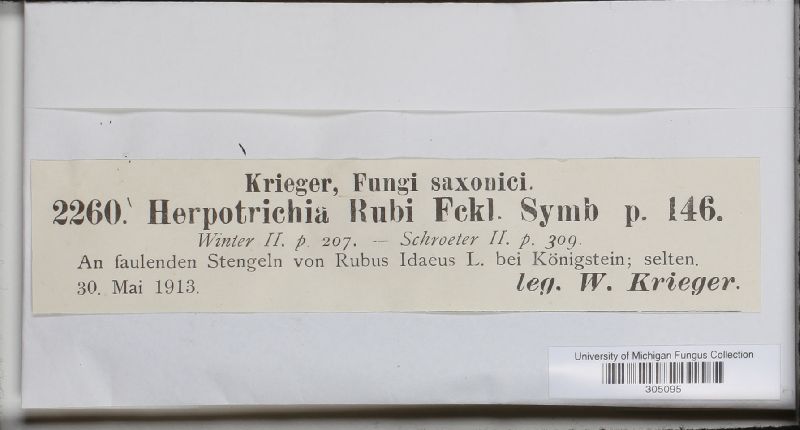 Krieger, Fungi saxonici.
2260. Herpotrichia Rubi Fckl. Symb p. 146.
Winter II. p. 207. — Schroeter II. p. 309.
An faulenden Stengeln von Rubus Idaeus L. bei Königstein; selten.
30. Mai 1913.
leg. W. Krieger.
University of Michigan Fungus Collection
305095